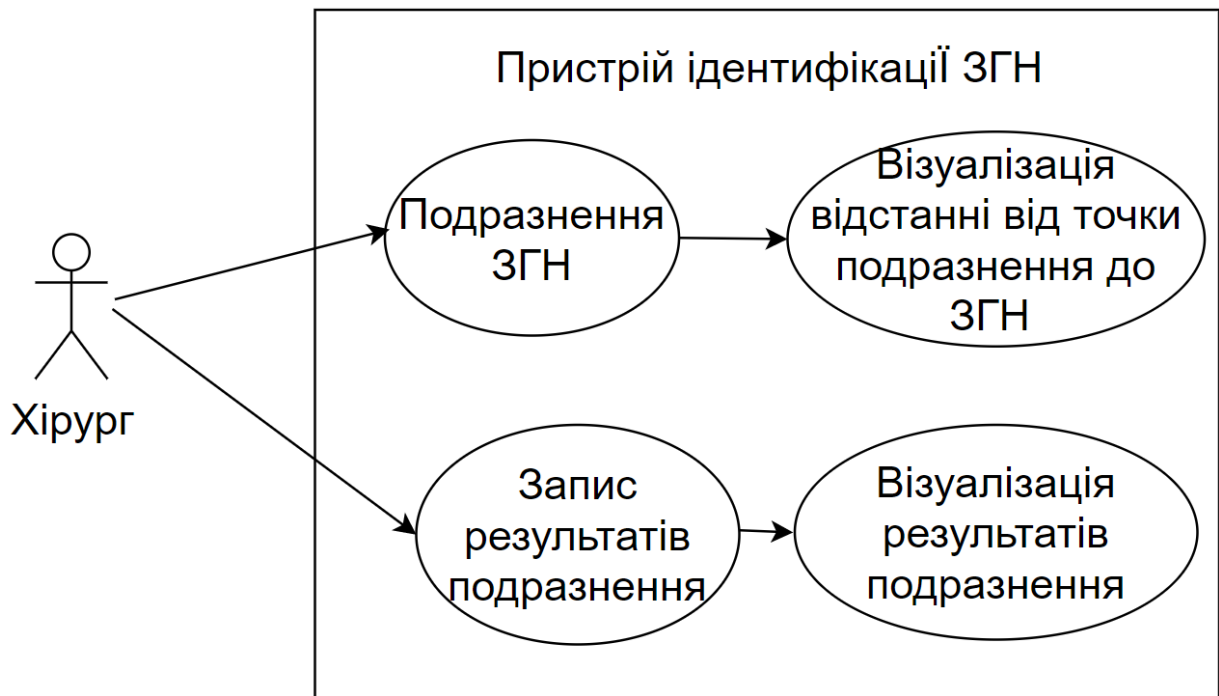 Пристрій ідентифікаціЇ ЗГН
Подразнення
ЗГН
Візуалізація
відстанні від точки
подразнення до
ЗГН
Хірург
Запис
результатів
подразнення
Візуалізація
результатів
подразнення